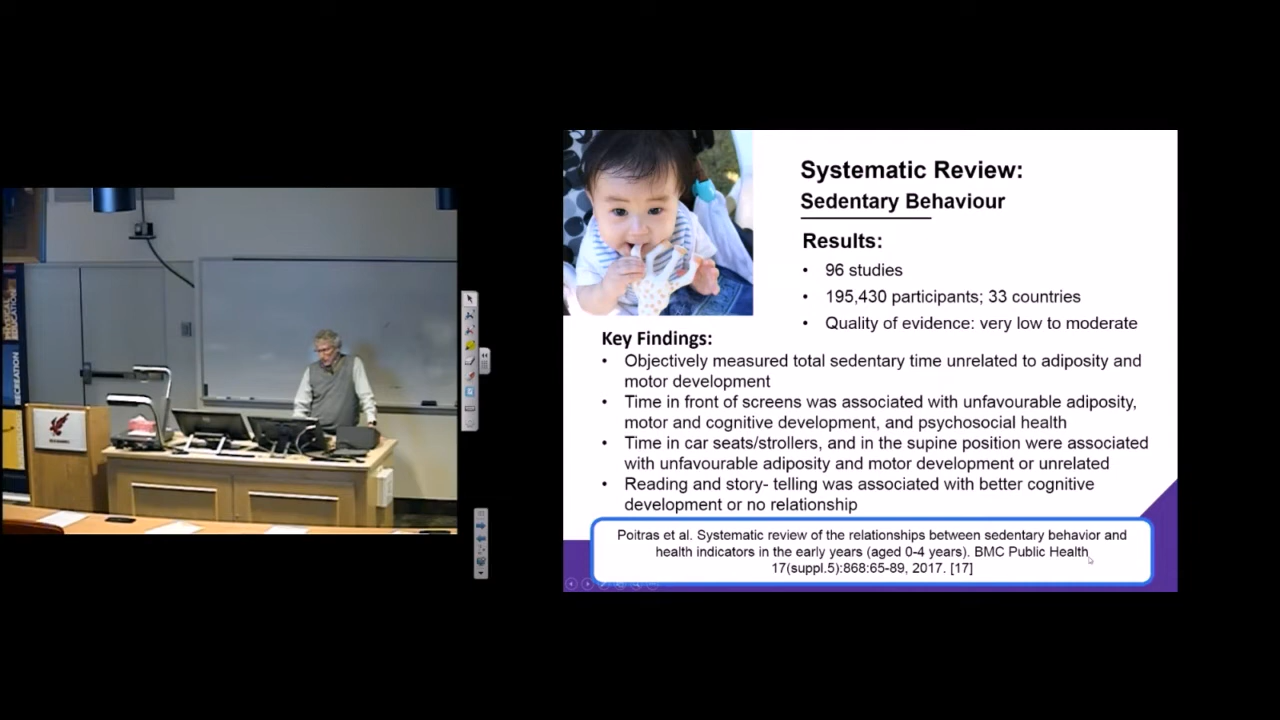 PHYSICAL
EDUCATION
RECREATION
Systematic Review:
Sedentary Behaviour
Results:
• 96 studies
• 195,430 participants; 33 countries
• Quality of evidence: very low to moderate
Key Findings:
• Objectively measured total sedentary time unrelated to adiposity and
motor development
• Time in front of screens was associated with unfavourable adiposity,
motor and cognitive development, and psychosocial health
• Time in car seats/strollers, and in the supine position were associated
with unfavourable adiposity and motor development or unrelated
• Reading and story- telling was associated with better cognitive
development or no relationship
Poitras et al. Systematic review of the relationships between sedentary behavior and
health indicators in the early years (aged 0-4 years). BMC Public Health
17(suppl.5):868:65-89, 2017. [17]